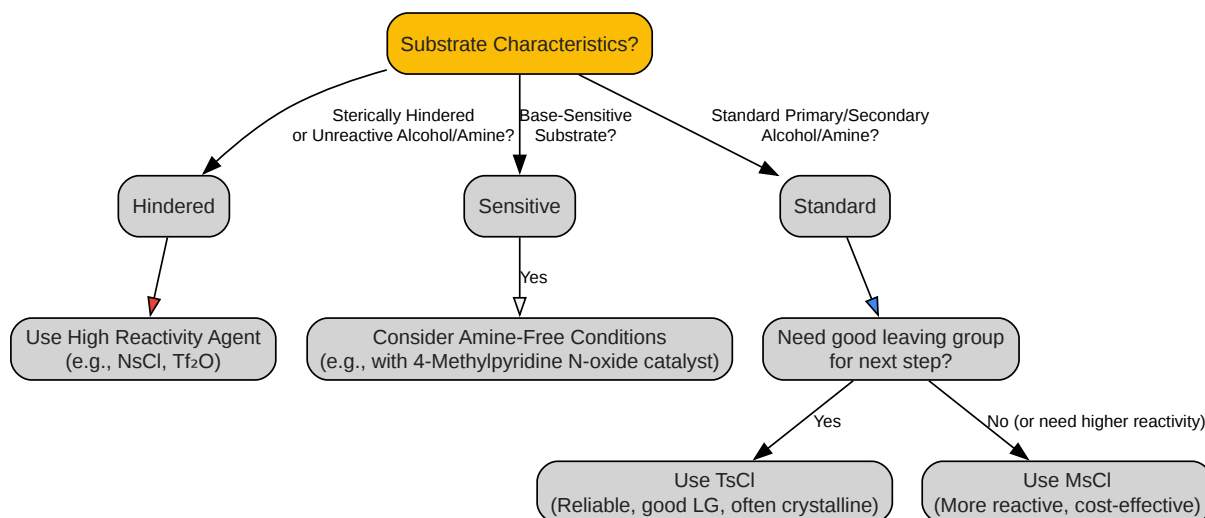 Substrate Characteristics?
Sterically Hindered
or Unreactive Alcohol/Amine?
Base-Sensitive
Substrate?
Standard Primary/Secondary
Alcohol/Amine?
Hindered
Sensitive
Standard
Yes
Use High Reactivity Agent
(e.g., NsCl, Tf₂O)
Consider Amine-Free Conditions
(e.g., with 4-Methylpyridine N-oxide catalyst)
Need good leaving group
for next step?
Yes
No (or need higher reactivity)
Use TsCl
(Reliable, good LG, often crystalline)
Use MsCl
(More reactive, cost-effective)